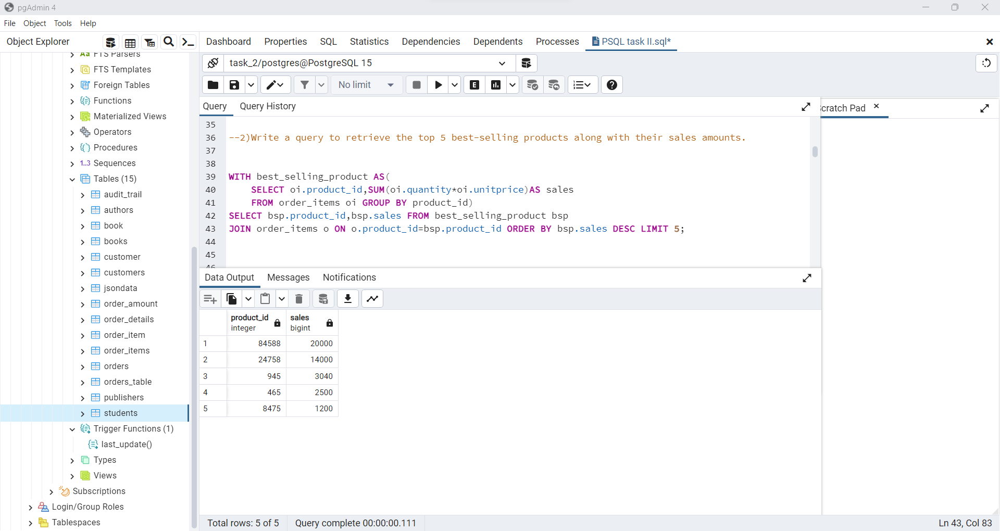 pgAdmin 4
File Object Tools Help
Object Explorer
Dashboard Properties SQL Statistics Dependencies Dependents Processes PSQL task II.sql*
FTS Parsers
FTS Templates
Foreign Tables
Functions
Materialized Views
Operators
Procedures
1..3 Sequences
Tables (15)
audit_trail
authors
book
books
customer
customers
jsondata
order_amount
order_details
order_item
order_items
orders
orders_table
publishers
students
Trigger Functions (1)
last_update()
Types
Views
Subscriptions
Login/Group Roles
Tablespaces
task_2/postgres@PostgreSQL 15
No limit
E
Query Query History
cratch Pad
35
36 --2)Write a query to retrieve the top 5 best-selling products along with their sales amounts.
37
38
39 WITH best_selling_product AS(
40 SELECT oi.product_id,SUM(oi.quantity*oi.unitprice)AS sales
41 FROM order_items oi GROUP BY product_id)
42 SELECT bsp.product_id,bsp.sales FROM best_selling_product bsp
43 JOIN order_items o ON o.product_id=bsp.product_id ORDER BY bsp.sales DESC LIMIT 5;
44
45
46
Data Output Messages Notifications
product_id sales
integer bigint
1 84588 20000
2 24758 14000
3 945 3040
4 465 2500
5 8475 1200
Total rows: 5 of 5 Query complete 00:00:00.111
Ln 43, Col 83